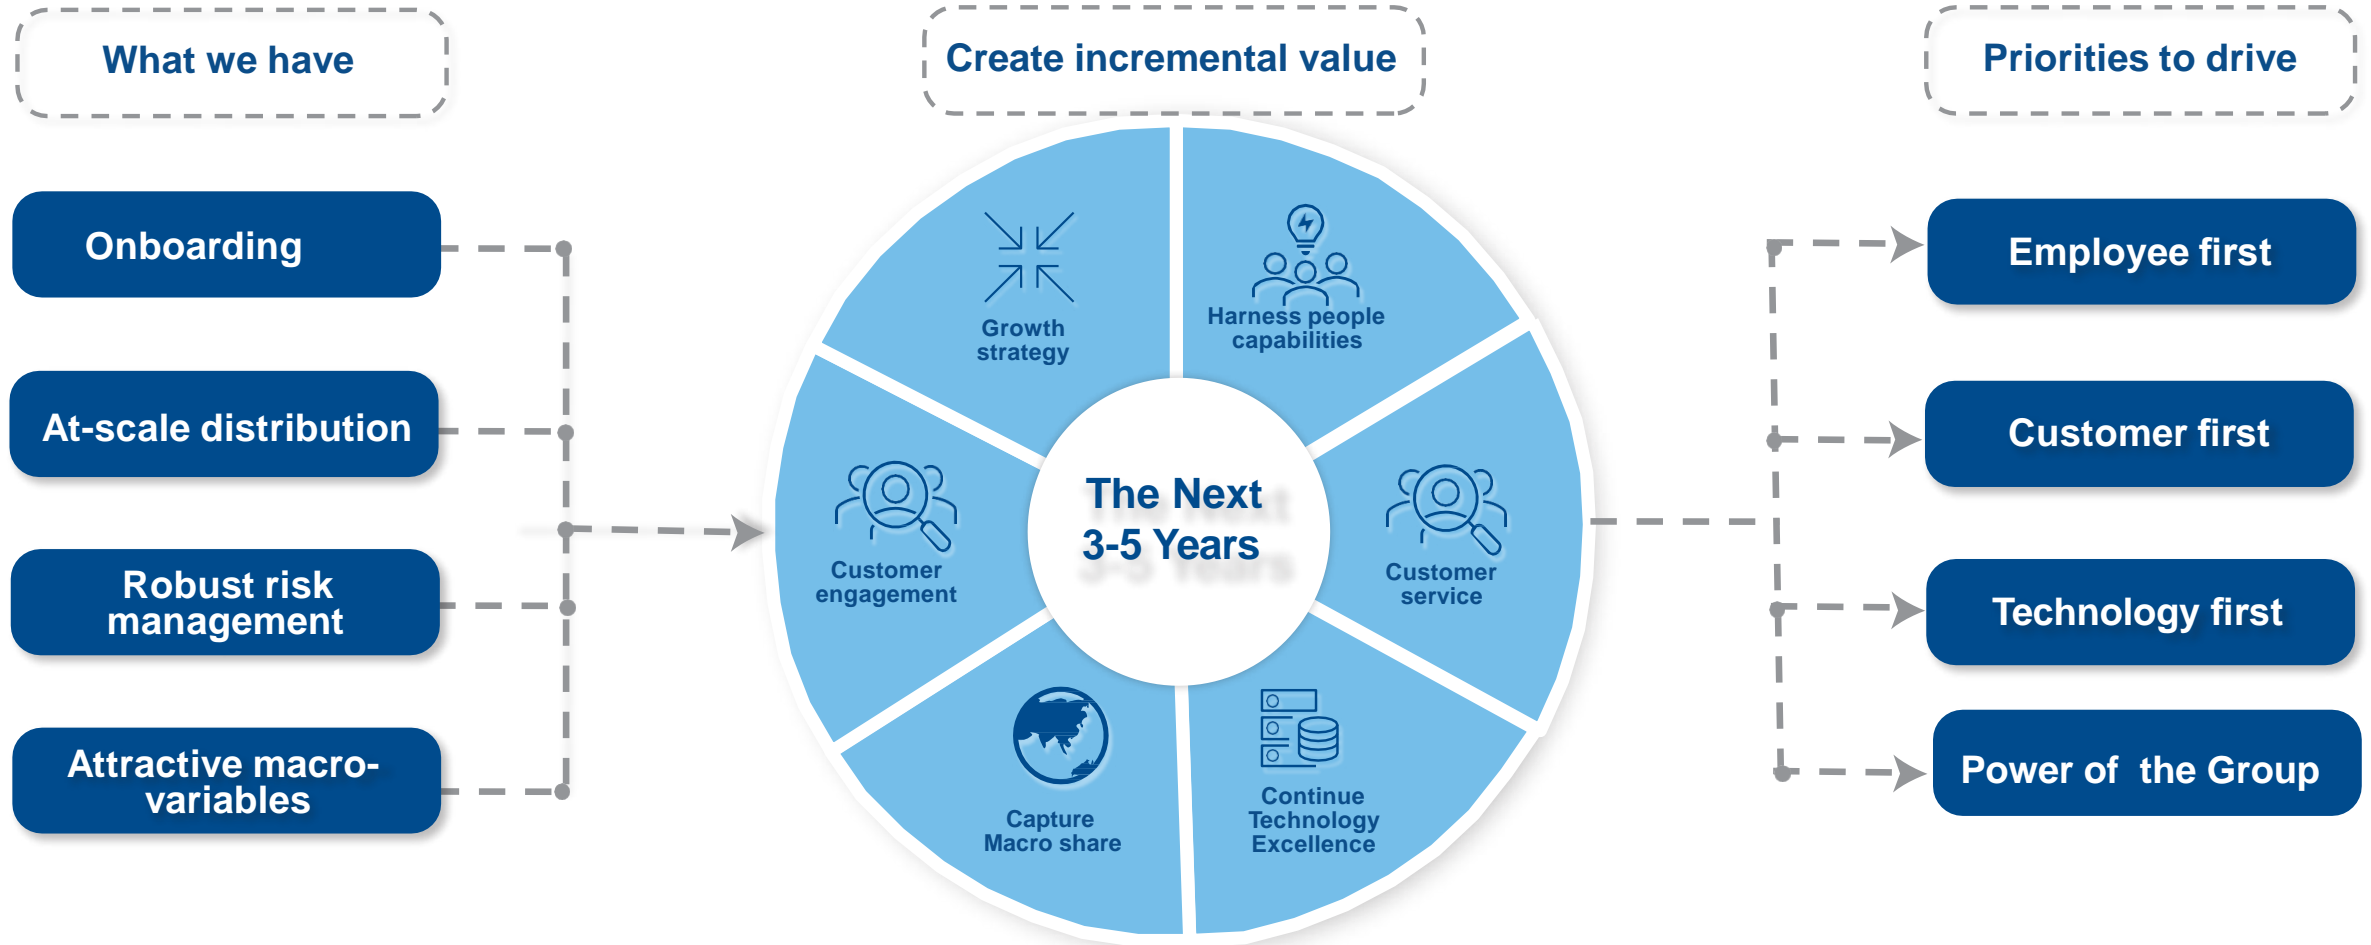 What we have
Create incremental value
Priorities to drive
Onboarding
At-scale distribution
Robust risk
management
Attractive macro-
variables
Growth
strategy
Harness people
capabilities
Customer
engagement
The Next
3-5 Years
Customer
service
Capture
Macro share
Continue
Technology
Excellence
Employee first
Customer first
Technology first
Power of  the Group